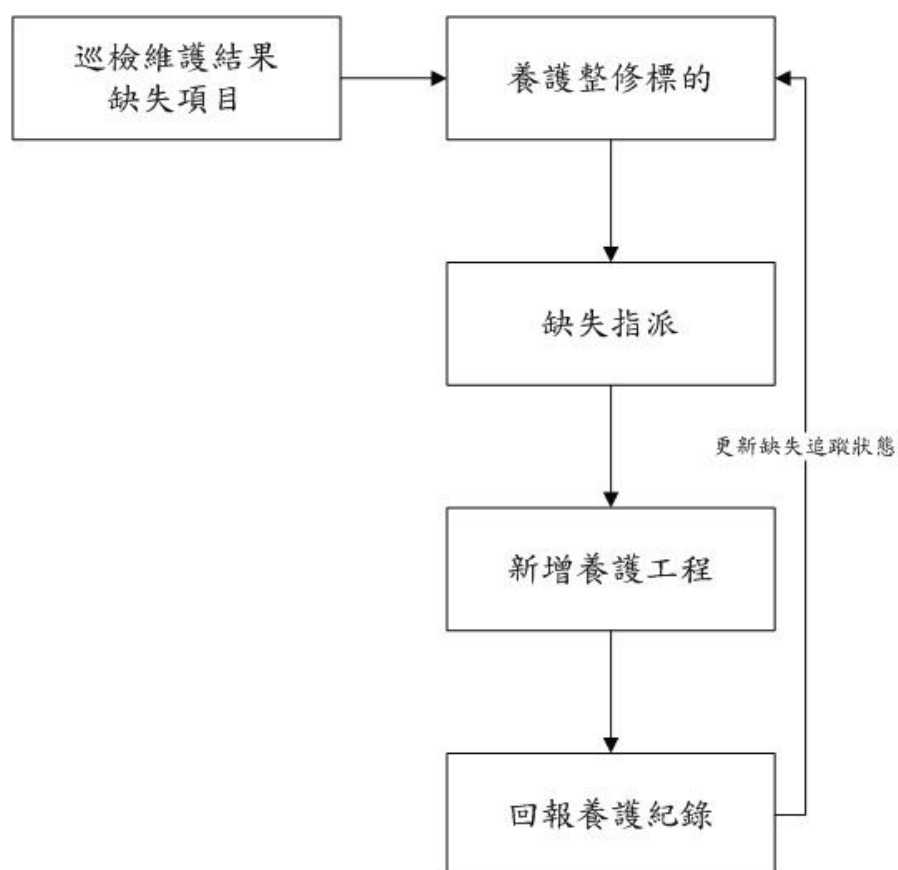 巡檢維護結果
缺失項目
養護整修標的
缺失指派
更新缺失追蹤狀態
新增養護工程
回報養護紀錄